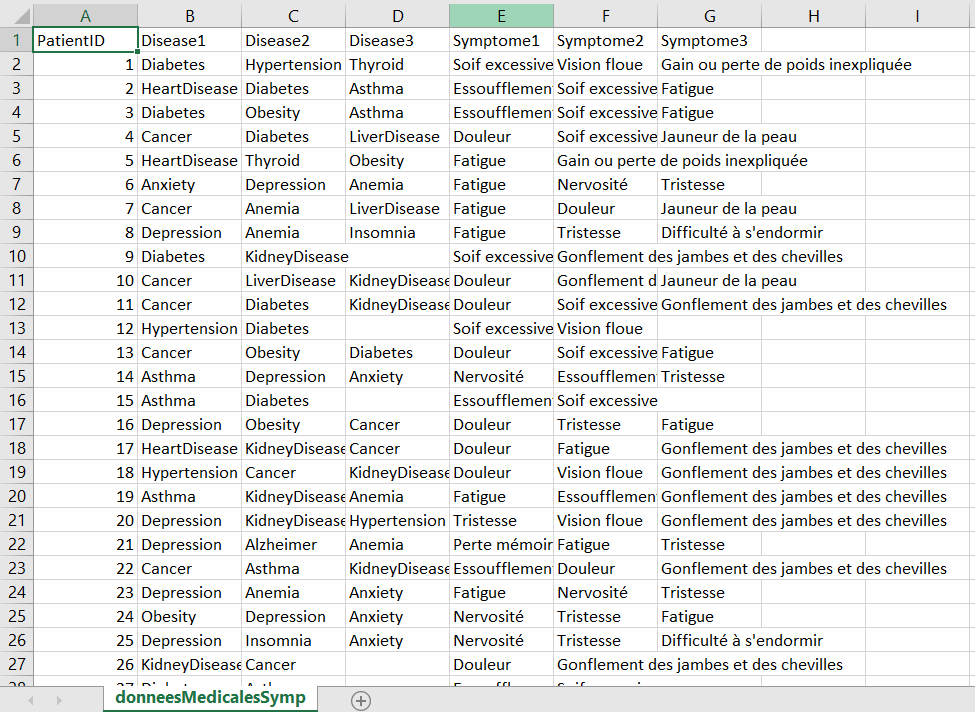 A B C D E F G H I
1 PatientID Disease1 Disease2 Disease3 Symptome1 Symptome2 Symptome3
2 1 Diabetes Hypertension Thyroid Soif excessive Vision floue Gain ou perte de poids inexpliquée
3 2 HeartDisease Diabetes Asthma Essoufflemen Soif excessive Fatigue
4 3 Diabetes Obesity Asthma Essoufflemen Soif excessive Fatigue
5 4 Cancer Diabetes LiverDisease Douleur Soif excessive Jauneur de la peau
6 5 HeartDisease Thyroid Obesity Fatigue Gain ou perte de poids inexpliquée
7 6 Anxiety Depression Anemia Fatigue Nervosité Tristesse
8 7 Cancer Anemia LiverDisease Fatigue Douleur Jauneur de la peau
9 8 Depression Anemia Insomnia Fatigue Tristesse Difficulté à s'endormir
10 9 Diabetes KidneyDisease Soif excessive Gonflement des jambes et des chevilles
11 10 Cancer LiverDisease KidneyDisease Douleur Gonflement d Jauneur de la peau
12 11 Cancer Diabetes KidneyDisease Douleur Soif excessive Gonflement des jambes et des chevilles
13 12 Hypertension Diabetes Soif excessive Vision floue
14 13 Cancer Obesity Diabetes Douleur Soif excessive Fatigue
15 14 Asthma Depression Anxiety Nervosité Essoufflemen Tristesse
16 15 Asthma Diabetes Essoufflemen Soif excessive
17 16 Depression Obesity Cancer Douleur Tristesse Fatigue
18 17 HeartDisease KidneyDisease Cancer Douleur Fatigue Gonflement des jambes et des chevilles
19 18 Hypertension Cancer KidneyDisease Douleur Vision floue Gonflement des jambes et des chevilles
20 19 Asthma KidneyDisease Anemia Fatigue Essoufflemen Gonflement des jambes et des chevilles
21 20 Depression KidneyDisease Hypertension Tristesse Vision floue Gonflement des jambes et des chevilles
22 21 Depression Alzheimer Anemia Perte mémoir Fatigue Tristesse
23 22 Cancer Asthma KidneyDisease Essoufflemen Douleur Gonflement des jambes et des chevilles
24 23 Depression Anemia Anxiety Fatigue Nervosité Tristesse
25 24 Obesity Depression Anxiety Nervosité Tristesse Fatigue
26 25 Depression Insomnia Anxiety Nervosité Tristesse Difficulté à s'endormir
27 26 KidneyDisease Cancer Douleur Gonflement des jambes et des chevilles
donneesMedicalesSymp